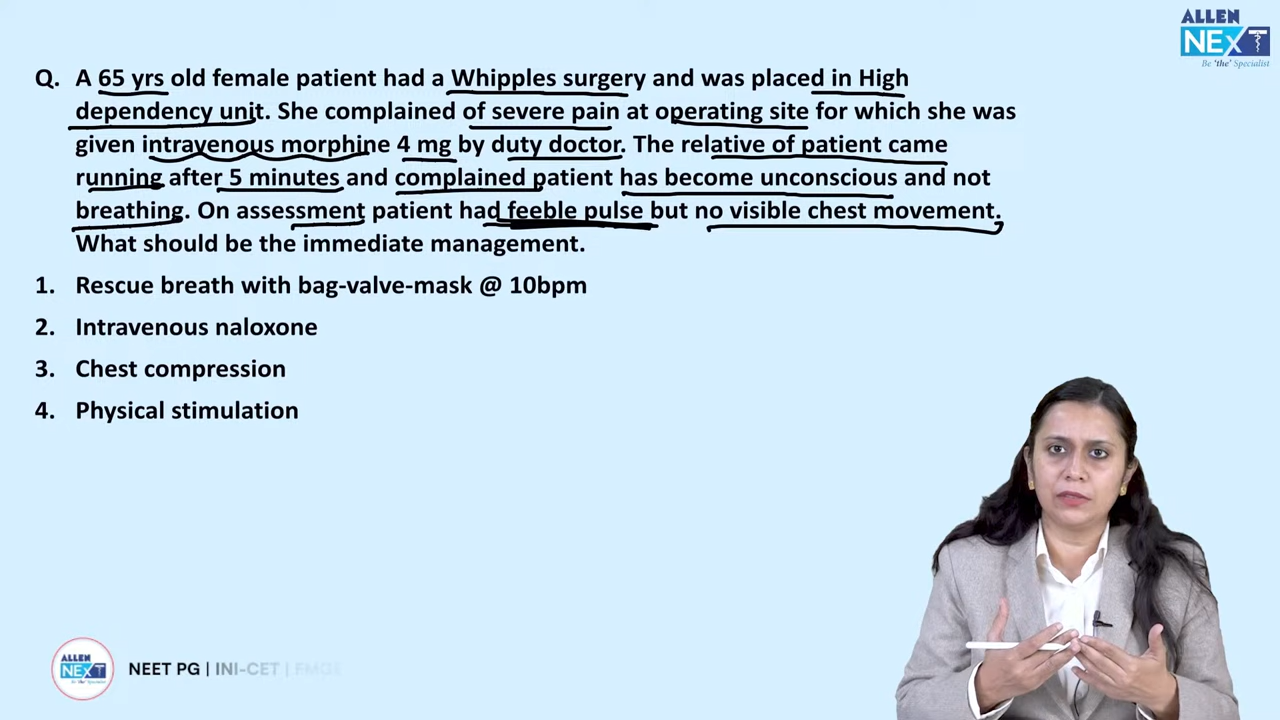 ALLEN
NEXT
Be 'the' Specialist
Q. A 65 yrs old female patient had a Whipples surgery and was placed in High
dependency unit. She complained of severe pain at operating site for which she was
given intravenous morphine 4 mg by duty doctor. The relative of patient came
running after 5 minutes and complained patient has become unconscious and not
breathing. On assessment patient had feeble pulse but no visible chest movement.
What should be the immediate management.
1. Rescue breath with bag-valve-mask @ 10bpm
2. Intravenous naloxone
3. Chest compression
4. Physical stimulation
ALLEN
NEXT
Be 'the' Specialist
NEET PG | INI-CET | FMGE